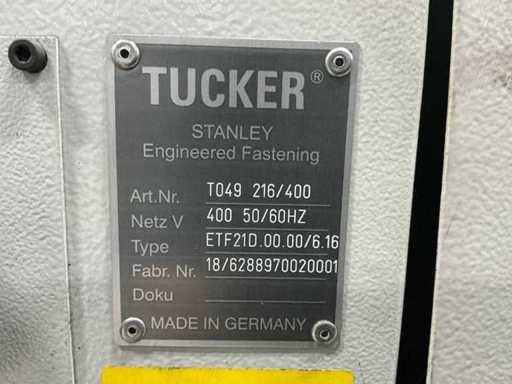 TUCKER®
STANLEY
Engineered Fastening
Art.Nr. T049 216/400
Netz V 400 50/60HZ
Type ETF21D.00.00/6.16
Fabr. Nr. 18/6288970020001
Doku
MADE IN GERMANY